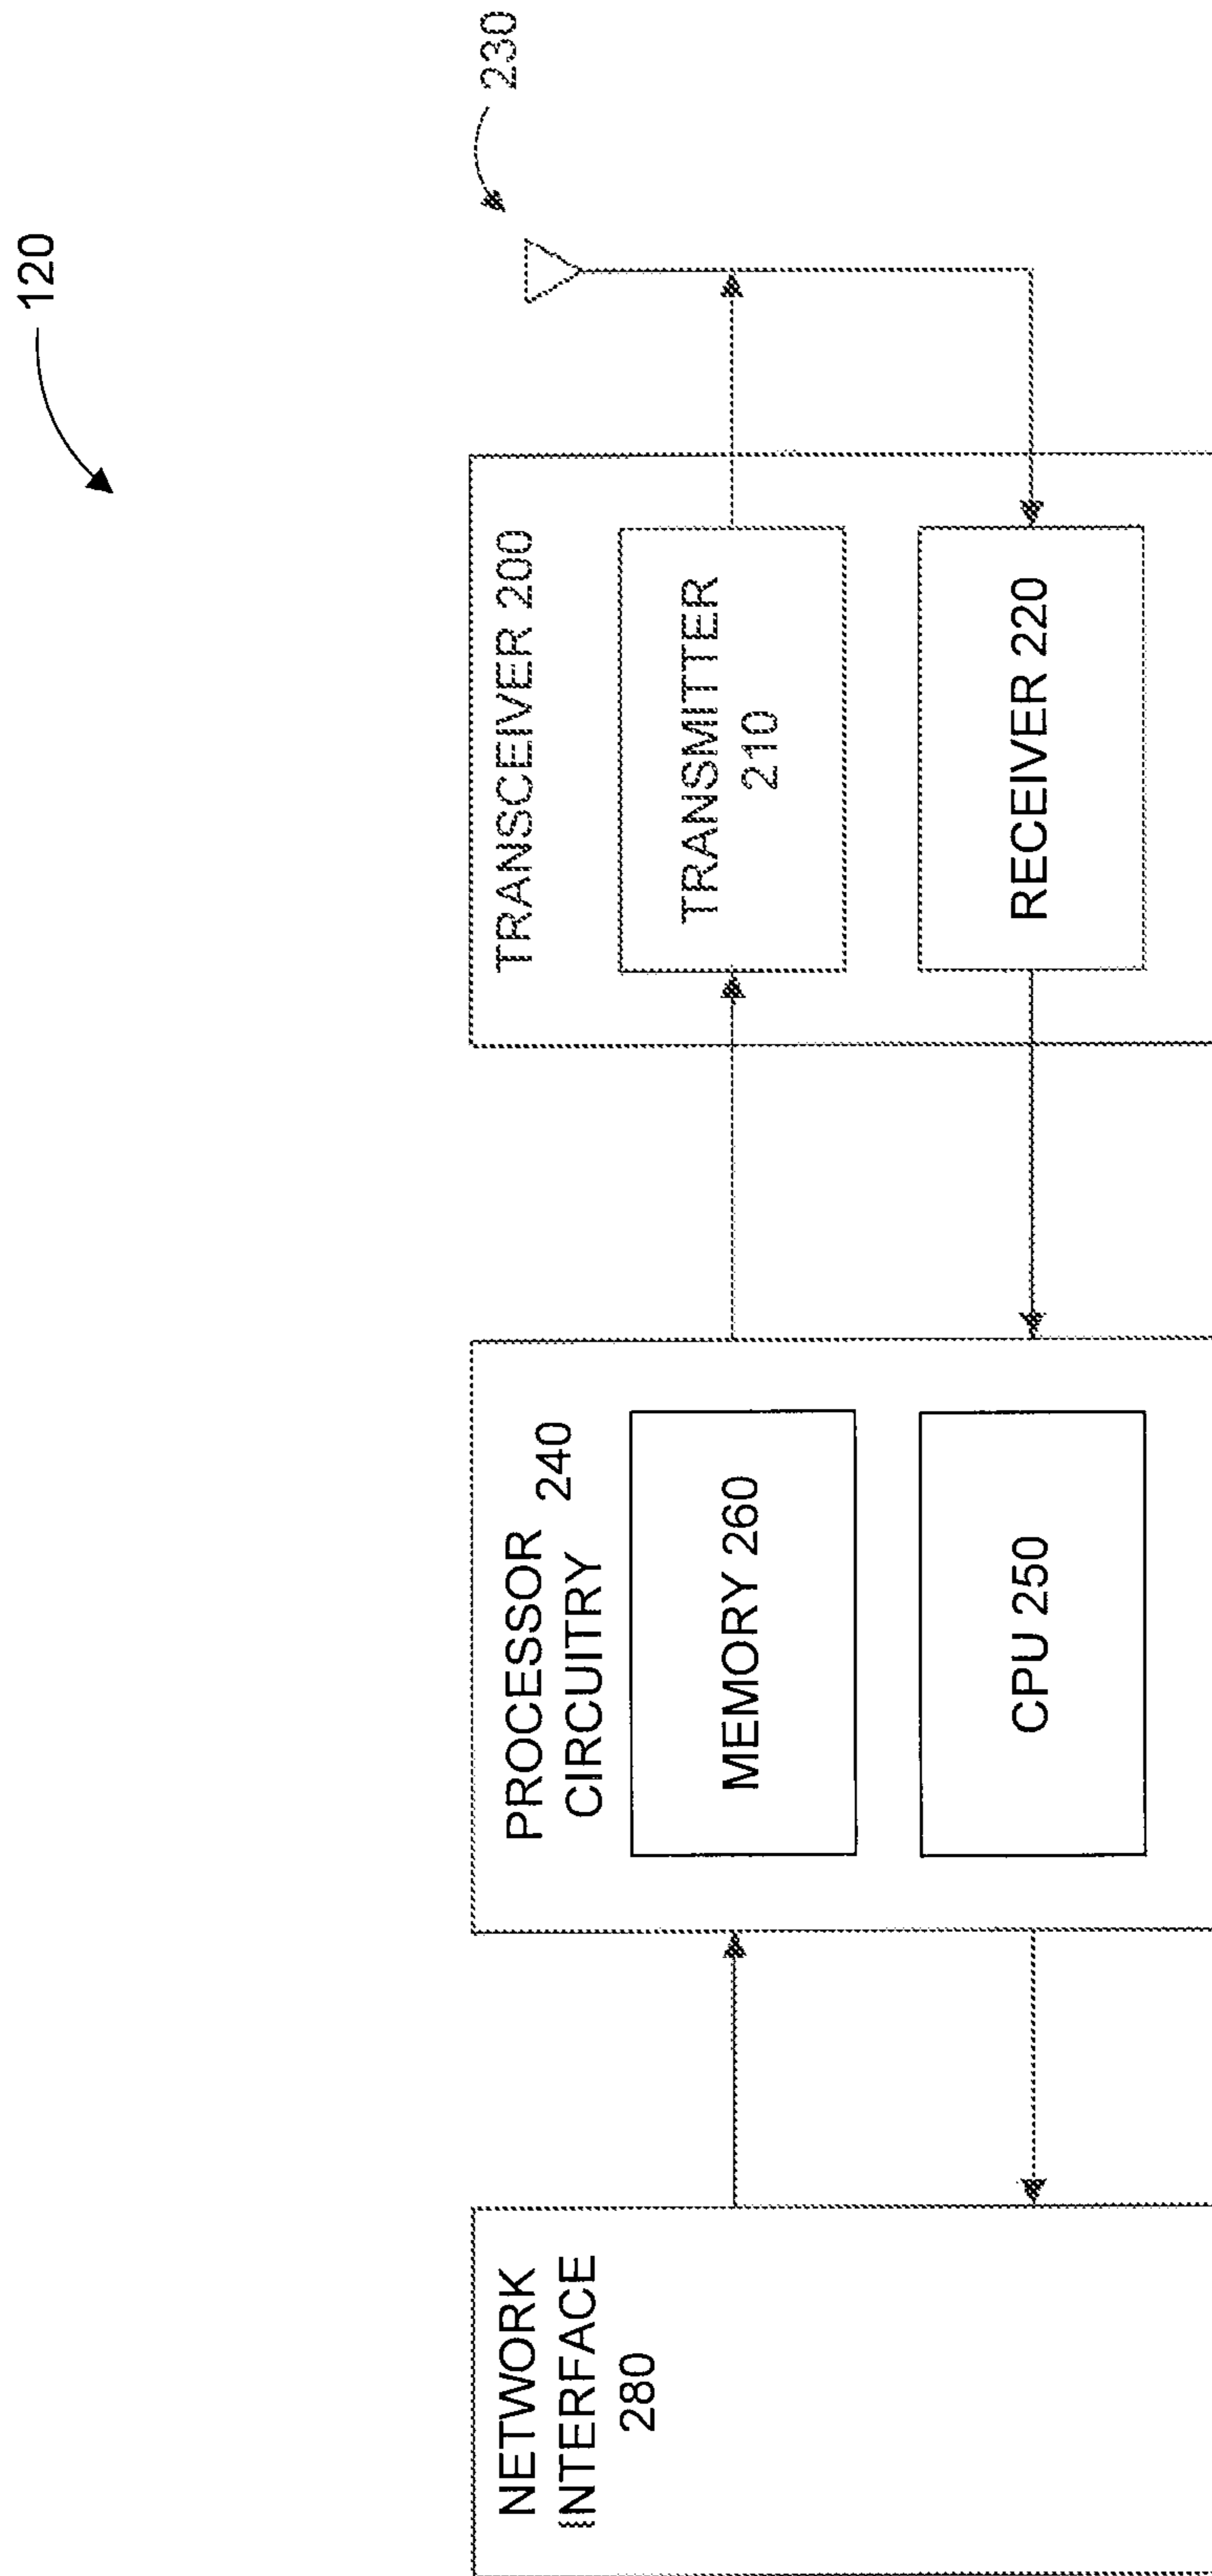 120
230
TRANSCEIVER 200
TRANSMITTER
210
RECEIVER 220
PROCESSOR
CIRCUITRY
240
MEMORY 260
CPU 250
NETWORK
INTERFACE
280